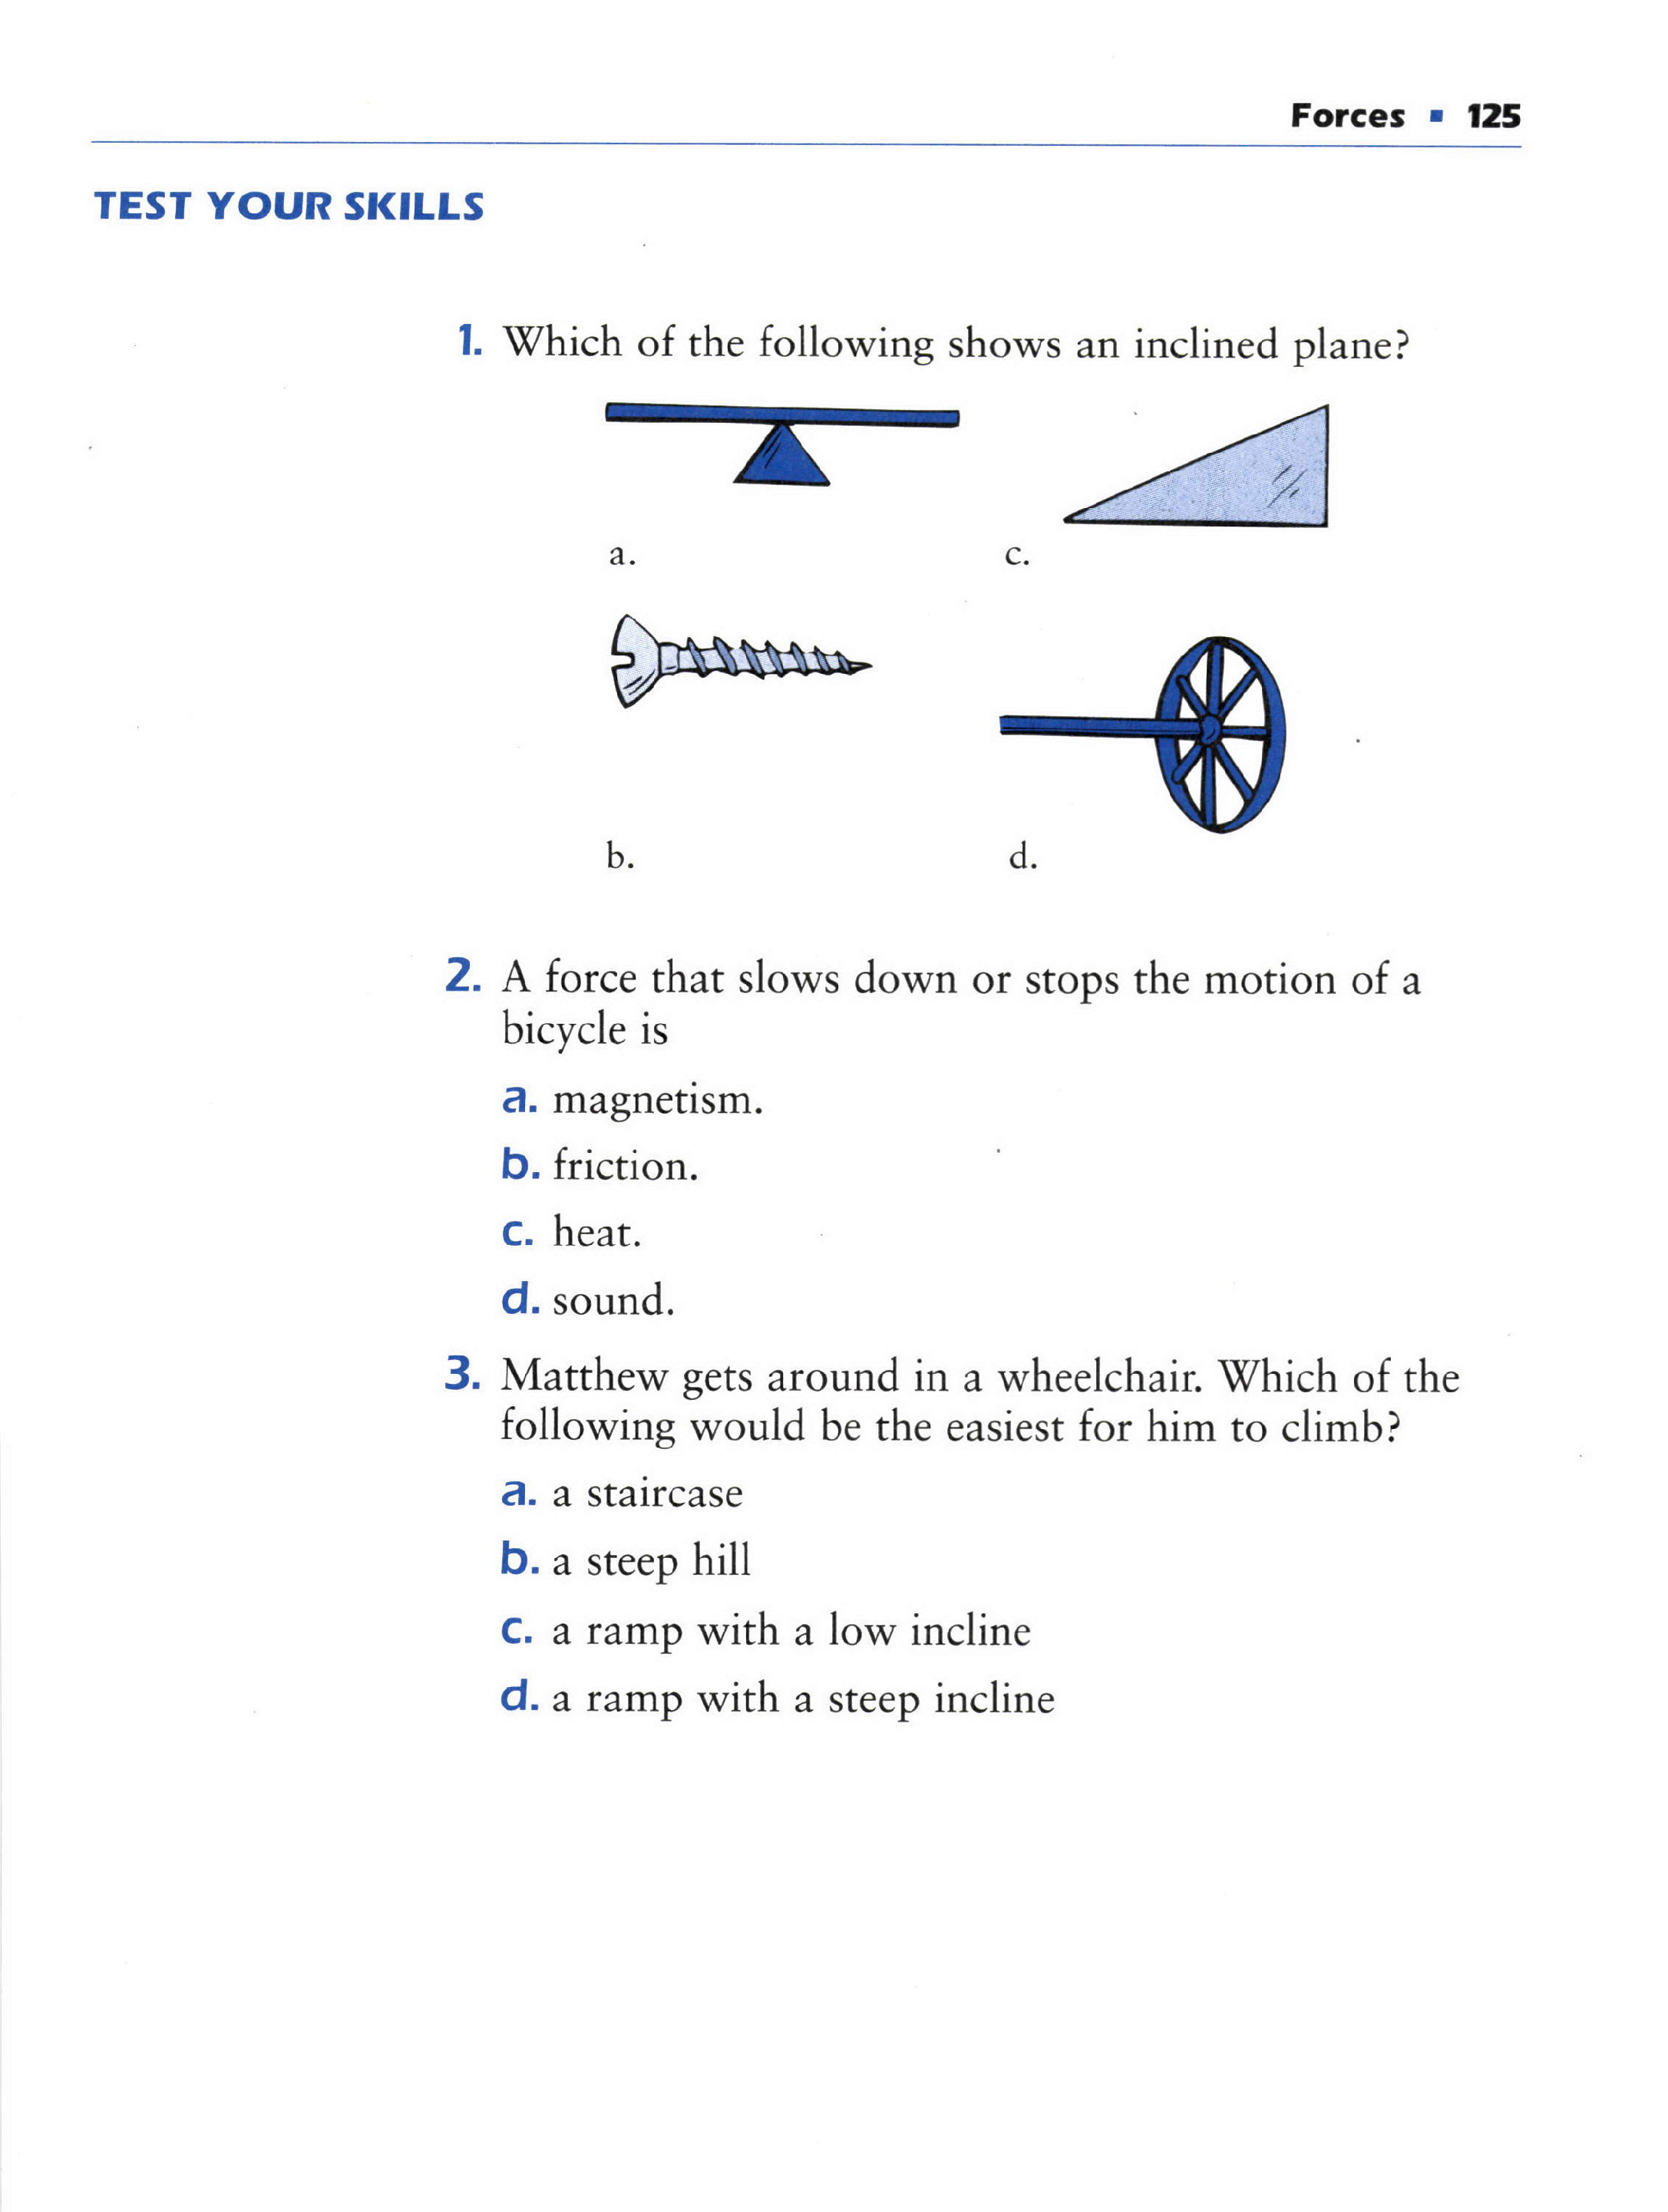 Forces ▪ 125
TEST YOUR SKILLS
1. Which of the following shows an inclined plane?
a.
c.
b.
d.
2. A force that slows down or stops the motion of a
bicycle is
a. magnetism.
b. friction.
c. heat.
d. sound.
3. Matthew gets around in a wheelchair. Which of the
following would be the easiest for him to climb?
a. a staircase
b. a steep hill
c. a ramp with a low incline
d. a ramp with a steep incline